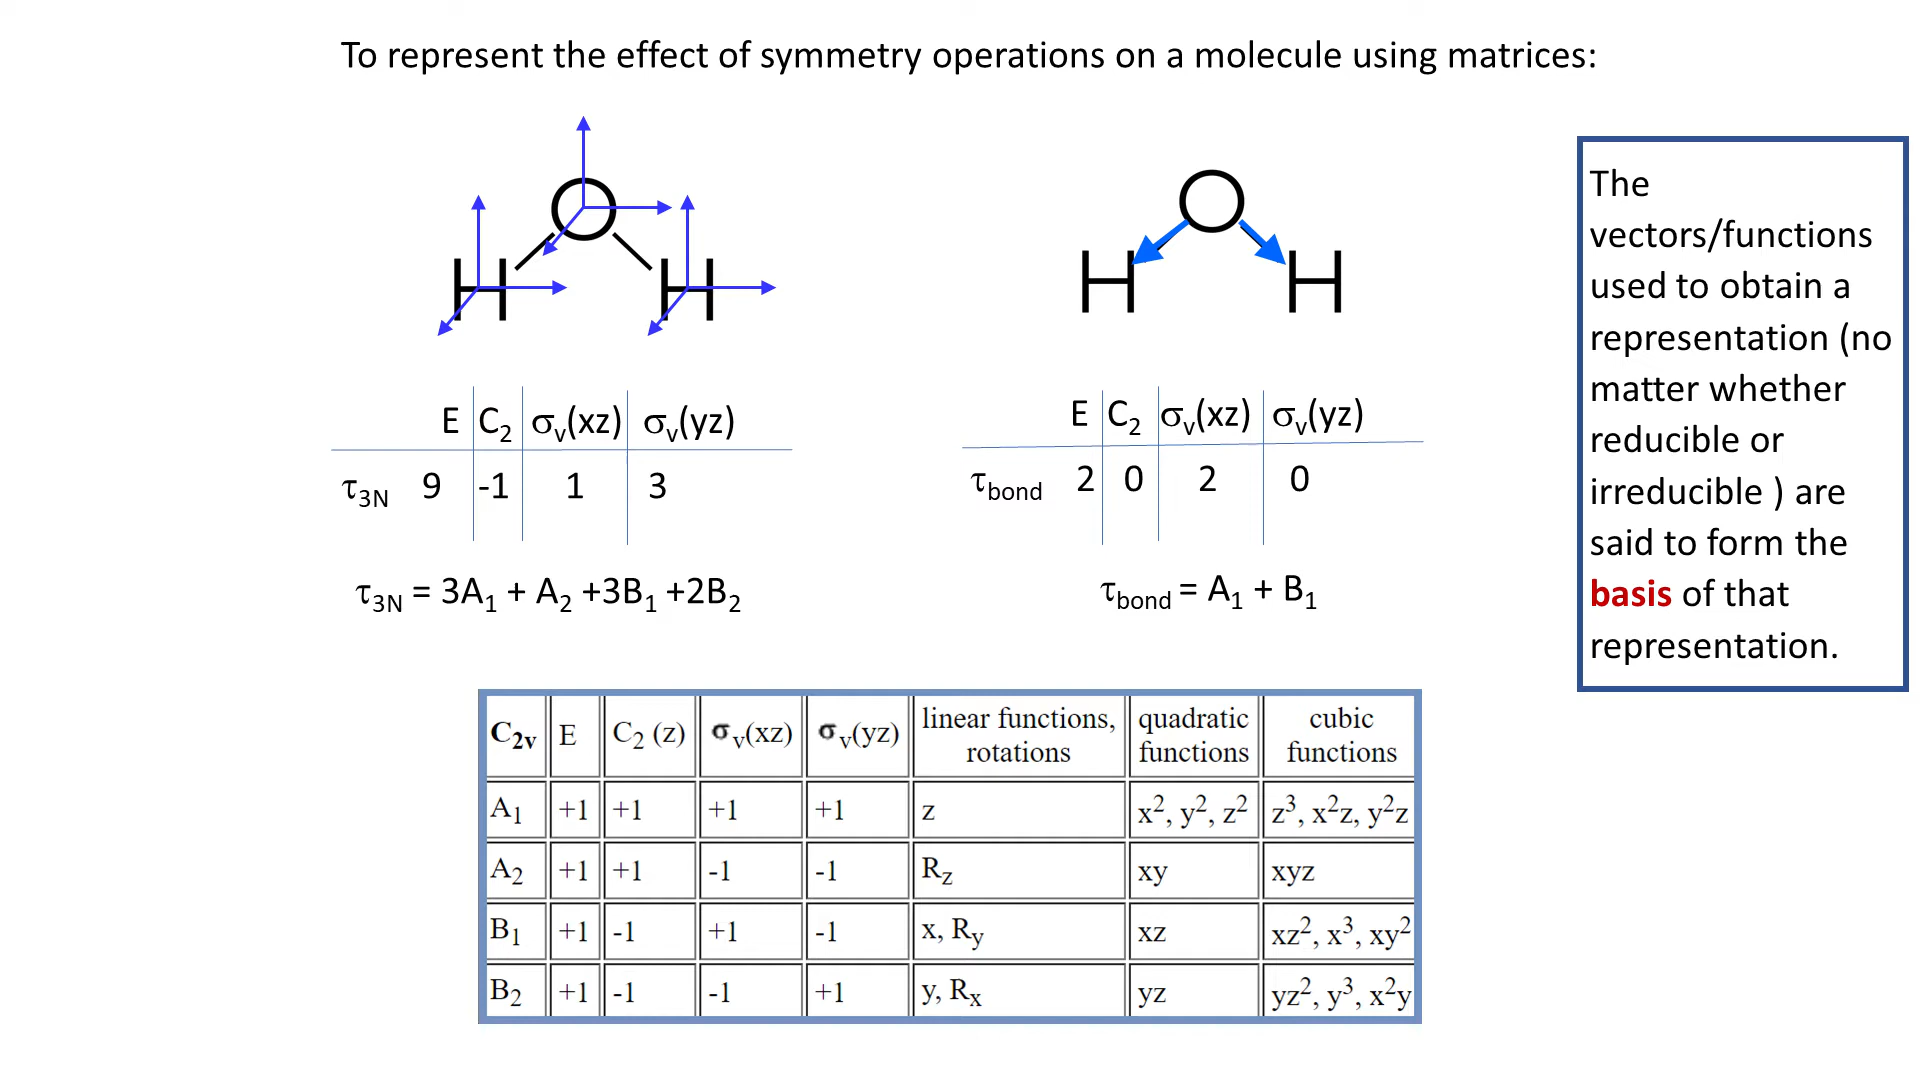 To represent the effect of symmetry operations on a molecule using matrices:
O
H H
O
H H
E C2 σv(xz) σv(yz)
τ3N 9 -1 1 3
τ3N = 3A1 + A2 +3B1 +2B2
E C2 σv(xz) σv(yz)
τbond 2 0 2 0
τbond = A1 + B1
The
vectors/functions
used to obtain a
representation (no
matter whether
reducible or
irreducible ) are
said to form the
basis of that
representation.
C2v E C2 (z) σv(xz) σv(yz) linear functions, rotations quadratic functions cubic functions
A1 +1 +1 +1 +1 z x², y², z² z³, x²z, y²z
A2 +1 +1 -1 -1 Rz xy xyz
B1 +1 -1 +1 -1 x, Ry xz xz², x³, xy²
B2 +1 -1 -1 +1 y, Rx yz yz², y³, x²y